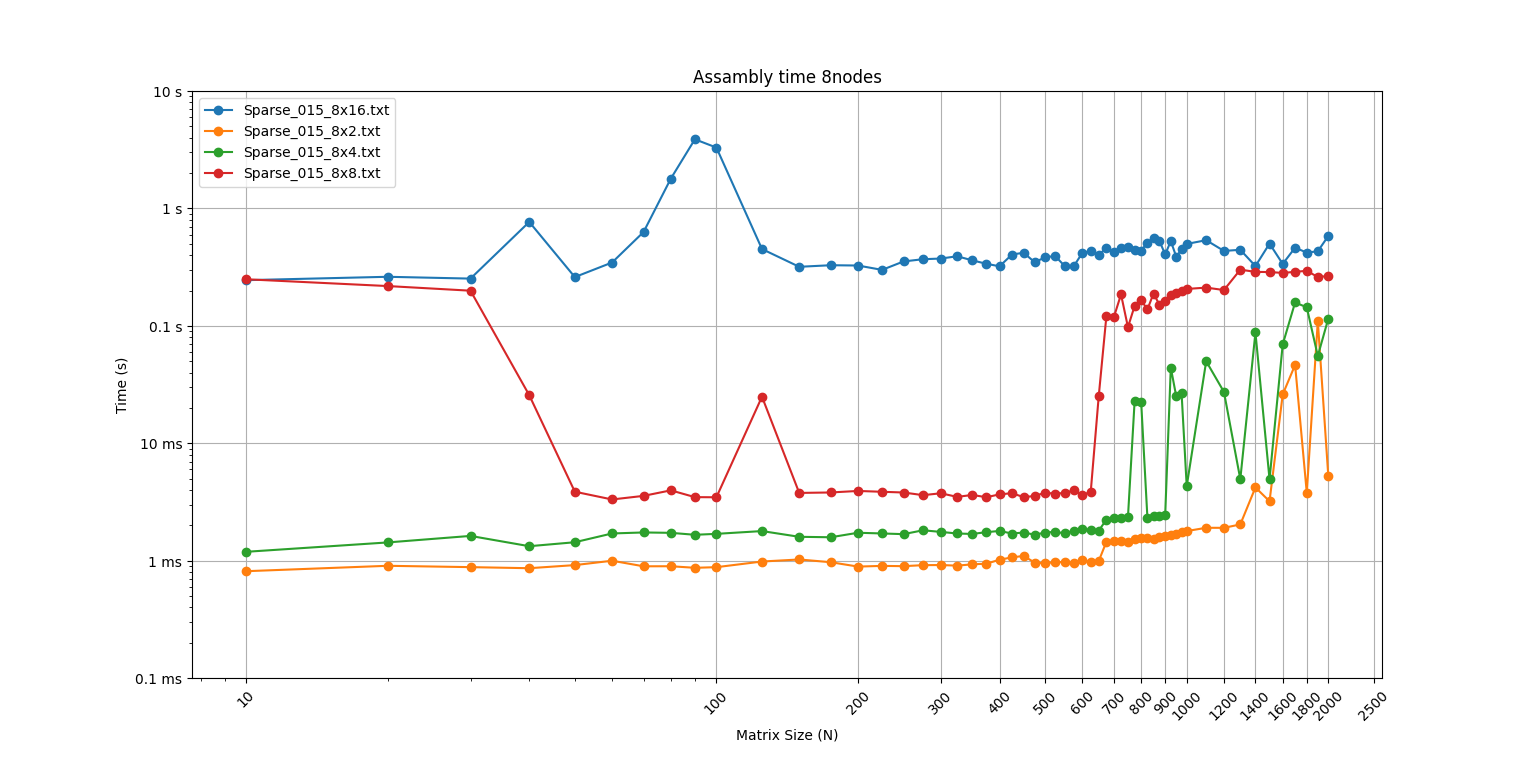 Assambly time 8nodes
10 s
Sparse_015_8x16.txt
Sparse_015_8x2.txt
Sparse_015_8x4.txt
Sparse_015_8x8.txt
1 s
0.1 s
Time (s)
10 ms
1 ms
0.1 ms
10 100 200 300 400 500 600 700 800 900 1000 1200 1400 1600 1800 2000 2500
Matrix Size (N)